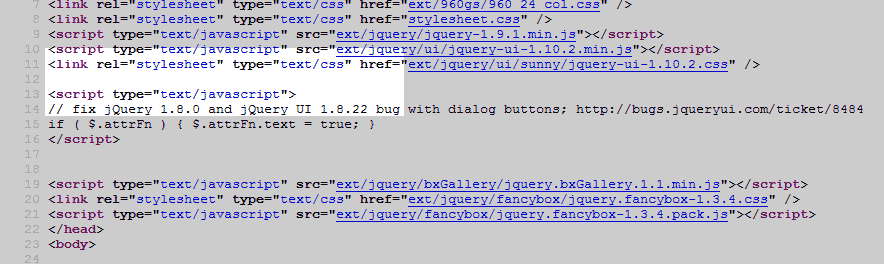 7 <link rel="stylesheet" type="text/css" href="ext/960gs/960_24_col.css" />
8 <link rel="stylesheet" type="text/css" href="stylesheet.css" />
9 <script type="text/javascript" src="ext/jquery/jquery-1.9.1.min.js"></script>
10 <script type="text/javascript" src="ext/jquery/ui/jquery-ui-1.10.2.min.js"></script>
11 <link rel="stylesheet" type="text/css" href="ext/jquery/ui/sunny/jquery-ui-1.10.2.css" />
12
13 <script type="text/javascript">
14 // fix jQuery 1.8.0 and jQuery UI 1.8.22 bug with dialog buttons; http://bugs.jqueryui.com/ticket/8484
15 if ( $.attrFn ) { $.attrFn.text = true; }
16 </script>
17
18
19 <script type="text/javascript" src="ext/jquery/bxGallery/jquery.bxGallery.1.1.min.js"></script>
20 <link rel="stylesheet" type="text/css" href="ext/jquery/fancybox/jquery.fancybox-1.3.4.css" />
21 <script type="text/javascript" src="ext/jquery/fancybox/jquery.fancybox-1.3.4.pack.js"></script>
22 </head>
23 <body>
24